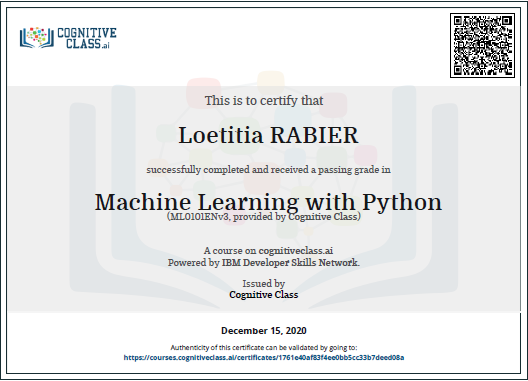 COGNITIVE
CLASS.ai
This is to certify that
Loetitia RABIER
successfully completed and received a passing grade in
Machine Learning with Python
(ML0101ENv3, provided by Cognitive Class)
A course on cognitiveclass.ai
Powered by IBM Developer Skills Network.
Issued by
Cognitive Class
December 15, 2020
Authenticity of this certificate can be validated by going to:
https://courses.cognitiveclass.ai/certificates/1761e40af83f4ee0bb5cc33b7deed08a